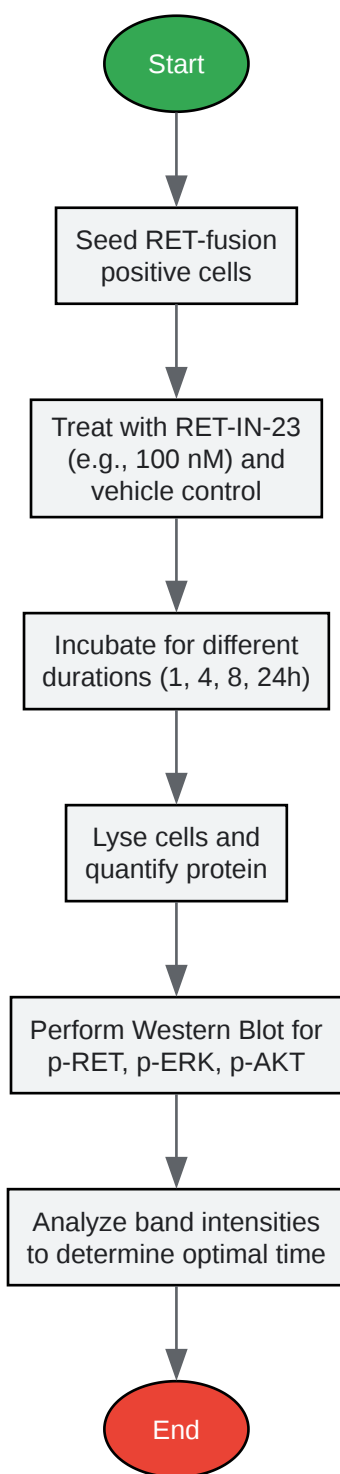 Start
Seed RET-fusion
positive cells
Treat with RET-IN-23
(e.g., 100 nM) and
vehicle control
Incubate for different
durations (1, 4, 8, 24h)
Lyse cells and
quantify protein
Perform Western Blot for
p-RET, p-ERK, p-AKT
Analyze band intensities
to determine optimal time
End